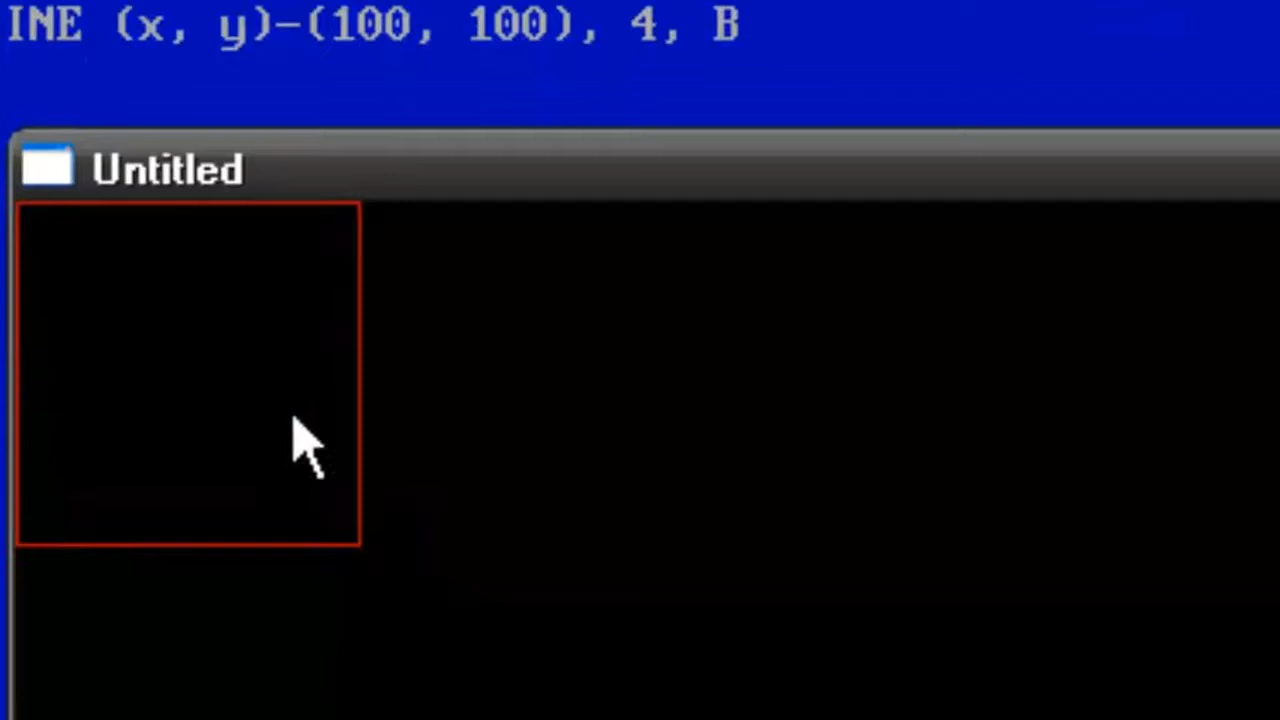 INE (x, y)-(100, 100), 4, B
Untitled